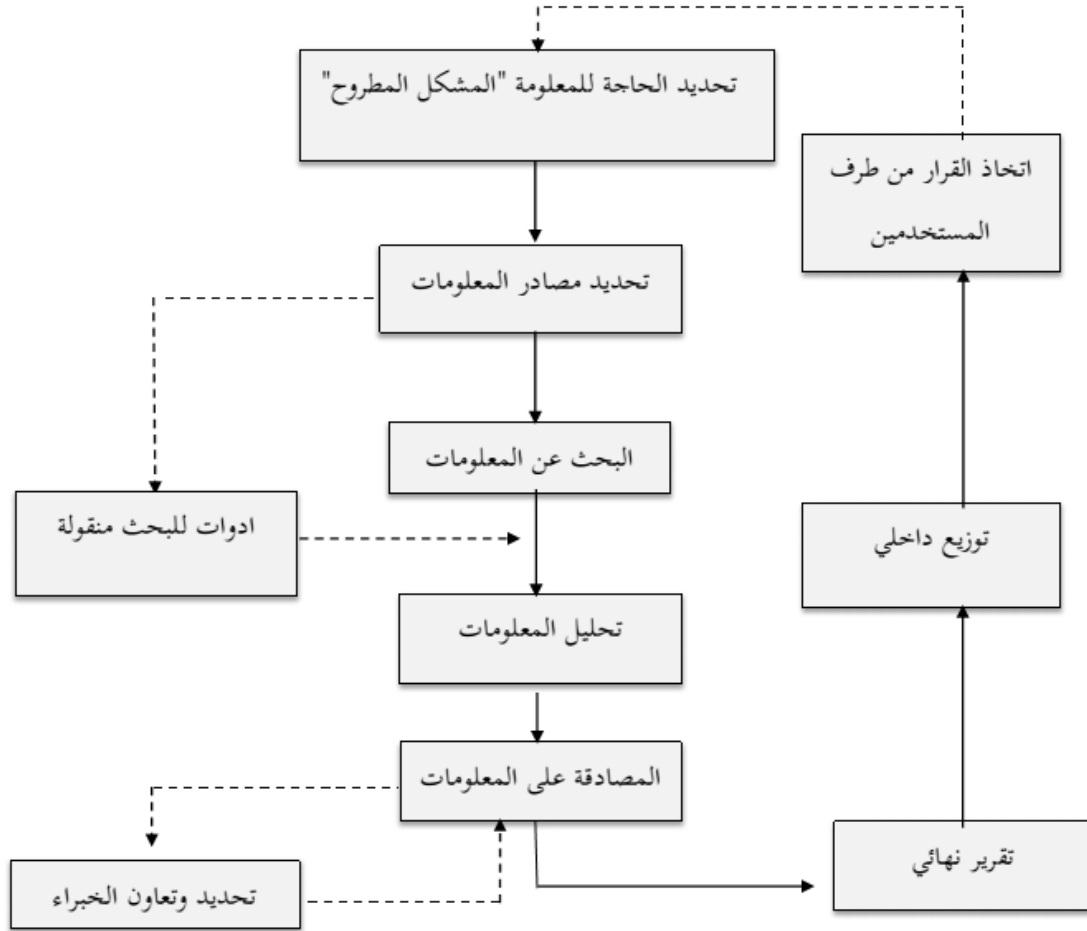 تحديد الحاجة للمعلومة "المشكل المطروح"
اتخاذ القرار من طرف
المستخدمين
تحديد مصادر المعلومات
البحث عن المعلومات
ادوات للبحث منقولة
توزيع داخلي
تحليل المعلومات
المصادقة على المعلومات
تقرير نهائي
تحديد وتعاون الخبراء